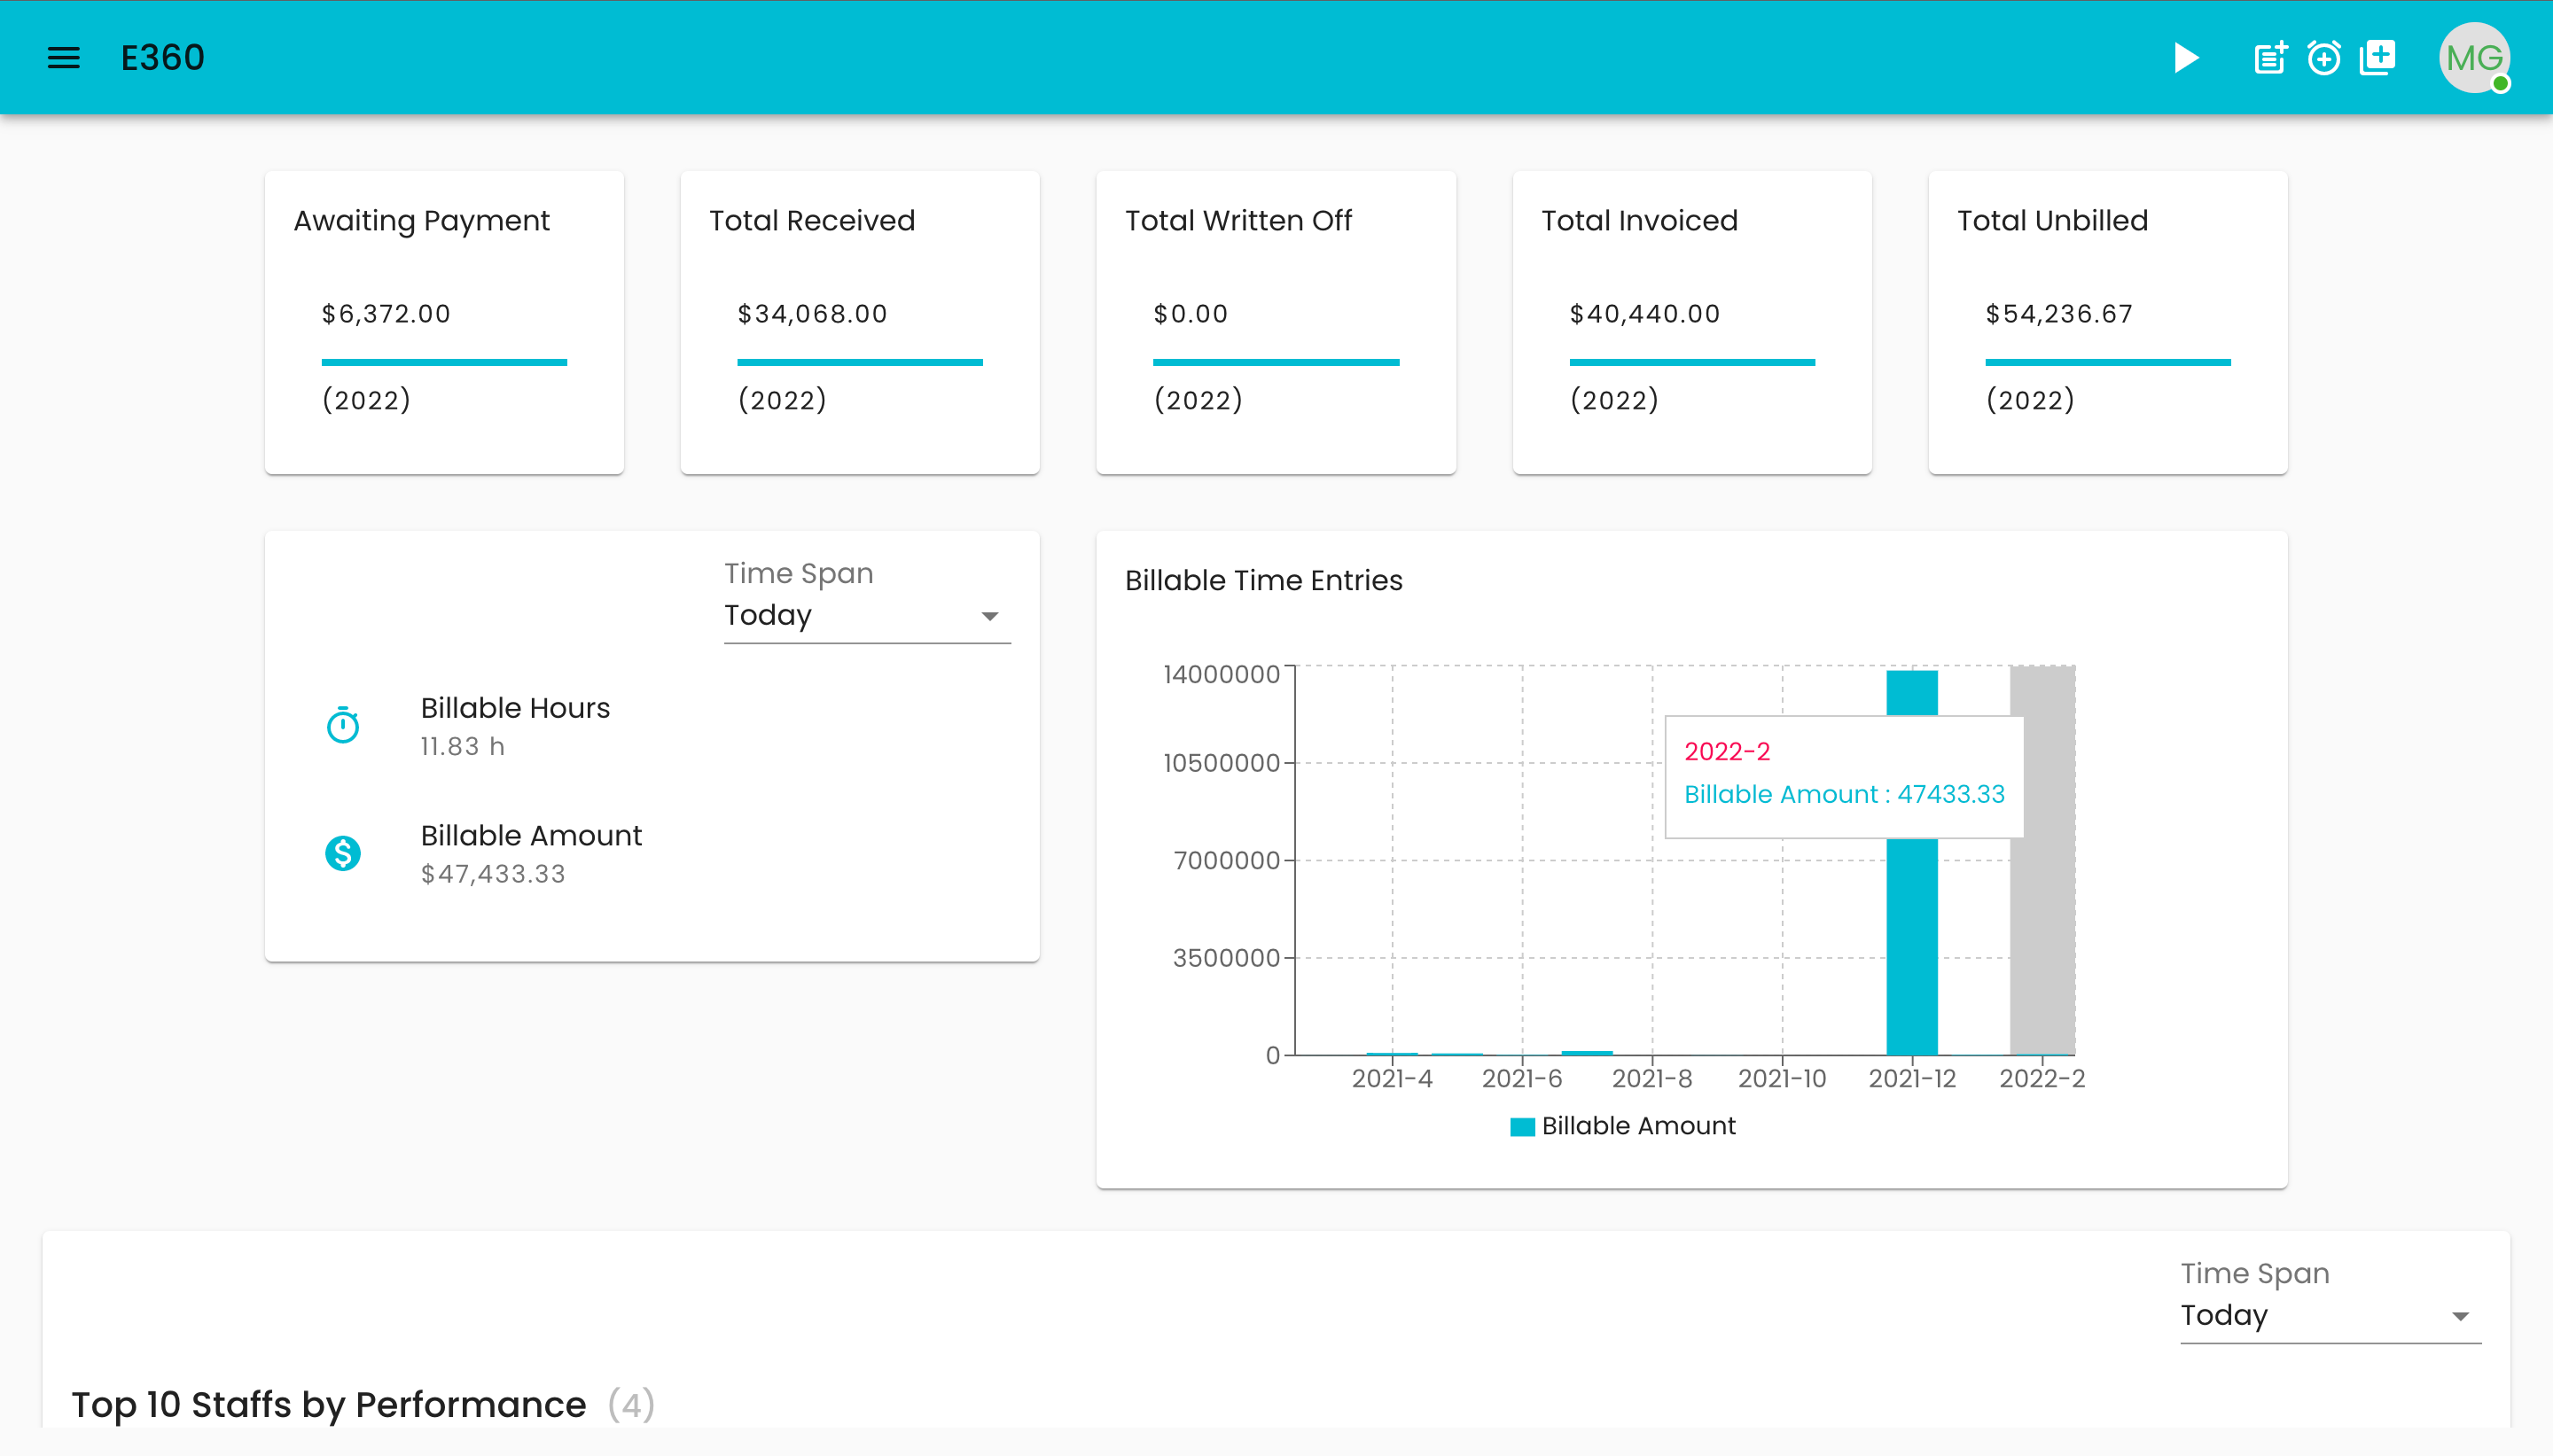 E360
MG
Awaiting Payment
$6,372.00
(2022)
Total Received
$34,068.00
(2022)
Total Written Off
$0.00
(2022)
Total Invoiced
$40,440.00
(2022)
Total Unbilled
$54,236.67
(2022)
Time Span
Today
Billable Hours
11.83 h
Billable Amount
$47,433.33
Billable Time Entries
14000000
10500000
7000000
3500000
0
2022-2
Billable Amount : 47433.33
2021-4 2021-6 2021-8 2021-10 2021-12 2022-2
Billable Amount
Time Span
Today
Top 10 Staffs by Performance (4)